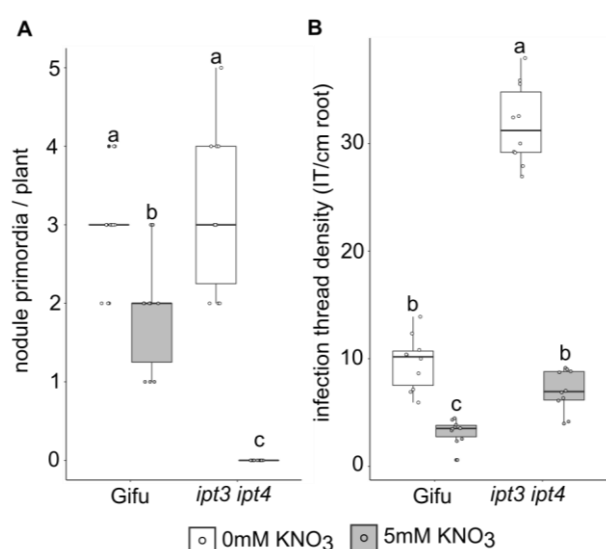 A
nodule primordia / plant
5
4
3
2
1
0
a
b
a
c
Gifu
ipt3 ipt4
B
infection thread density (IT/cm root)
30
20
10
0
b
c
a
b
Gifu
ipt3 ipt4
0mM KNO3
5mM KNO3